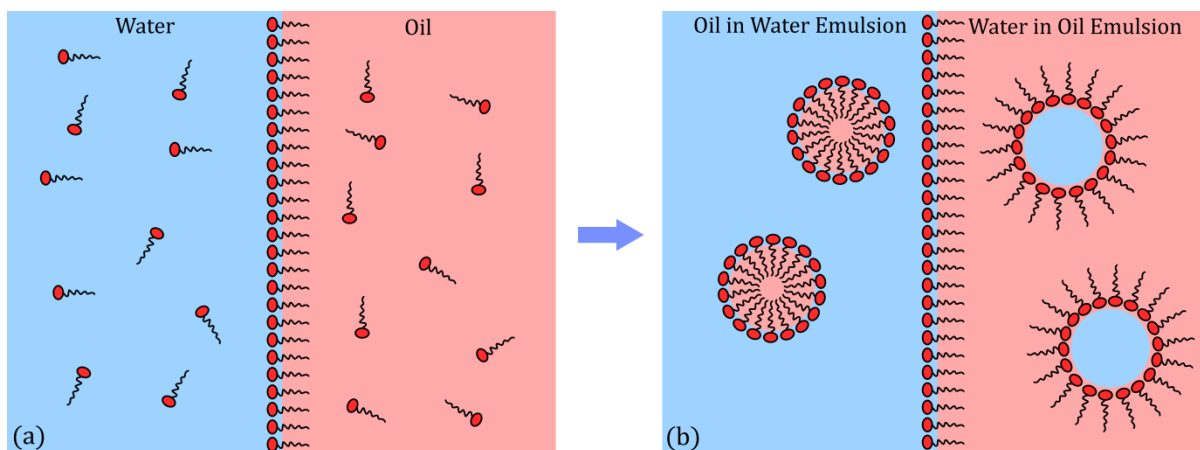 Water
Oil
(a)
Oil in Water Emulsion
Water in Oil Emulsion
(b)